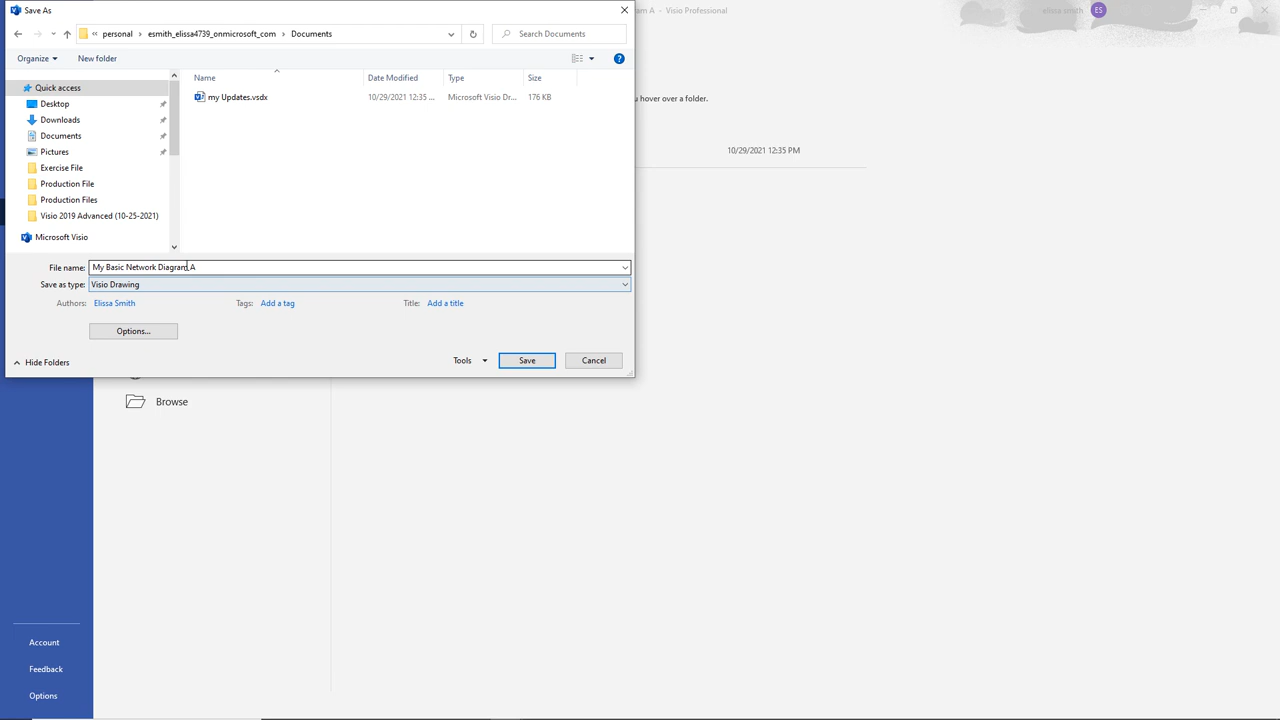 Save As
am A - Visio Professional
elissa smith
ES
« personal › esmith_elissa4739_onmicrosoft_com › Documents
Search Documents
Organize
New folder
?
Name
Date Modified
Type
Size
Quick access
my Updates.vsdx
10/29/2021 12:35 ...
Microsoft Visio Dr...
176 KB
u hover over a folder.
Desktop
Downloads
Documents
Pictures
10/29/2021 12:35 PM
Exercise File
Production File
Production Files
Visio 2019 Advanced (10-25-2021)
Microsoft Visio
File name:
My Basic Network Diagram A
Save as type:
Visio Drawing
Authors:
Elissa Smith
Tags:
Add a tag
Title:
Add a title
Options...
Hide Folders
Tools
Save
Cancel
Browse
Account
Feedback
Options